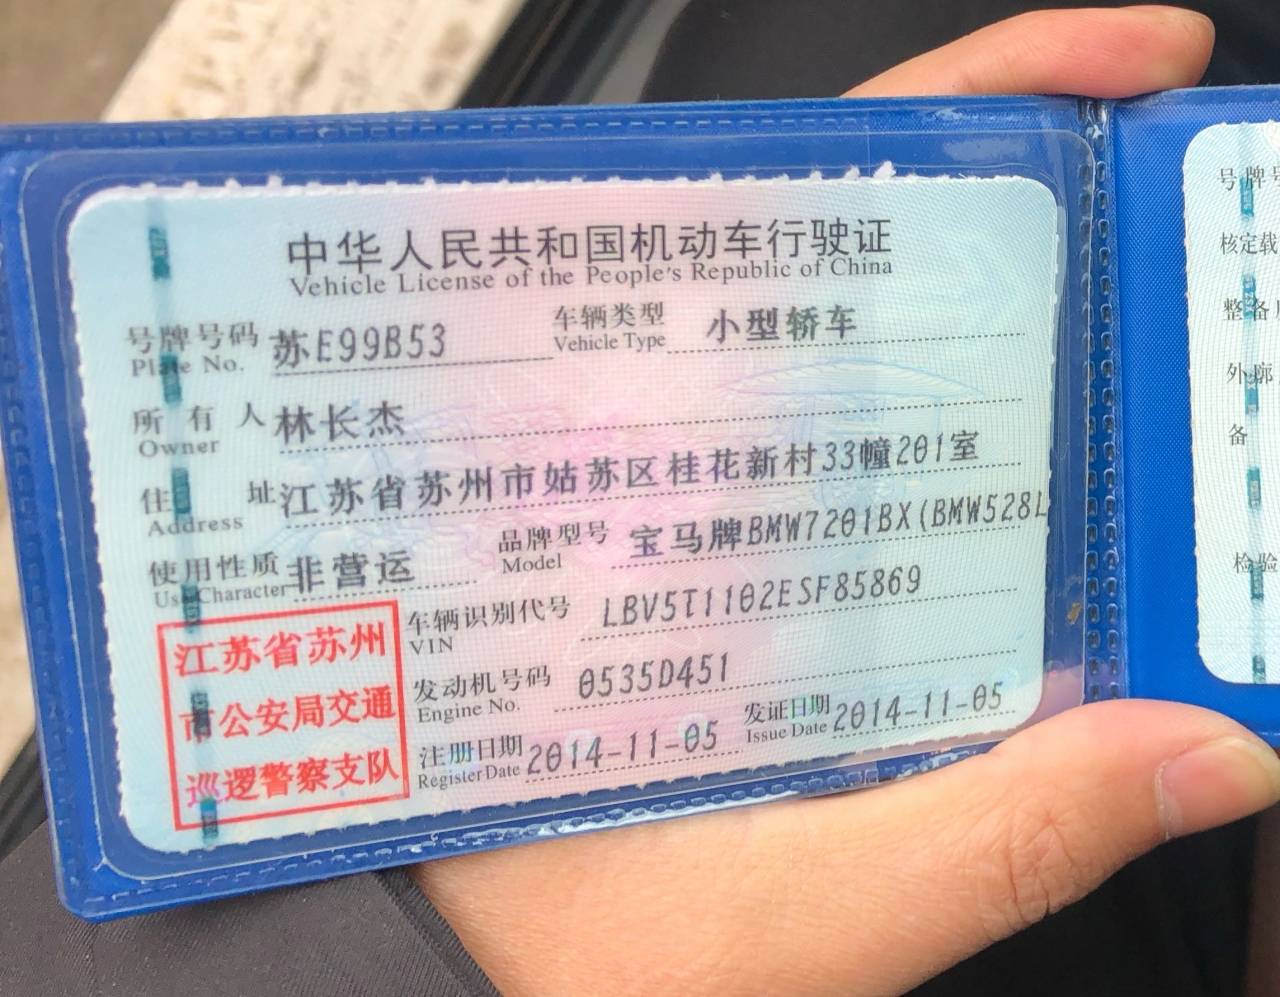 中华人民共和国机动车行驶证
Vehicle License of the People's Republic of China
号牌号码 苏E99B53 车辆类型 小型轿车
Plate No. Vehicle Type
所有人 林长杰
Owner
住址 江苏省苏州市姑苏区桂花新村33幢201室
Address
品牌型号 宝马牌BMW7201BX(BMW528L
Model
使用性质 非营运
Use Character
车辆识别代号 LBV5T1102ESF85869
VIN
发动机号码 0535D451
Engine No.
注册日期 2014-11-05 发证日期 2014-11-05
Register Date Issue Date
江苏省苏州
市公安局交通
巡逻警察支队
号牌号
核定载
整备
外廓
备
检验